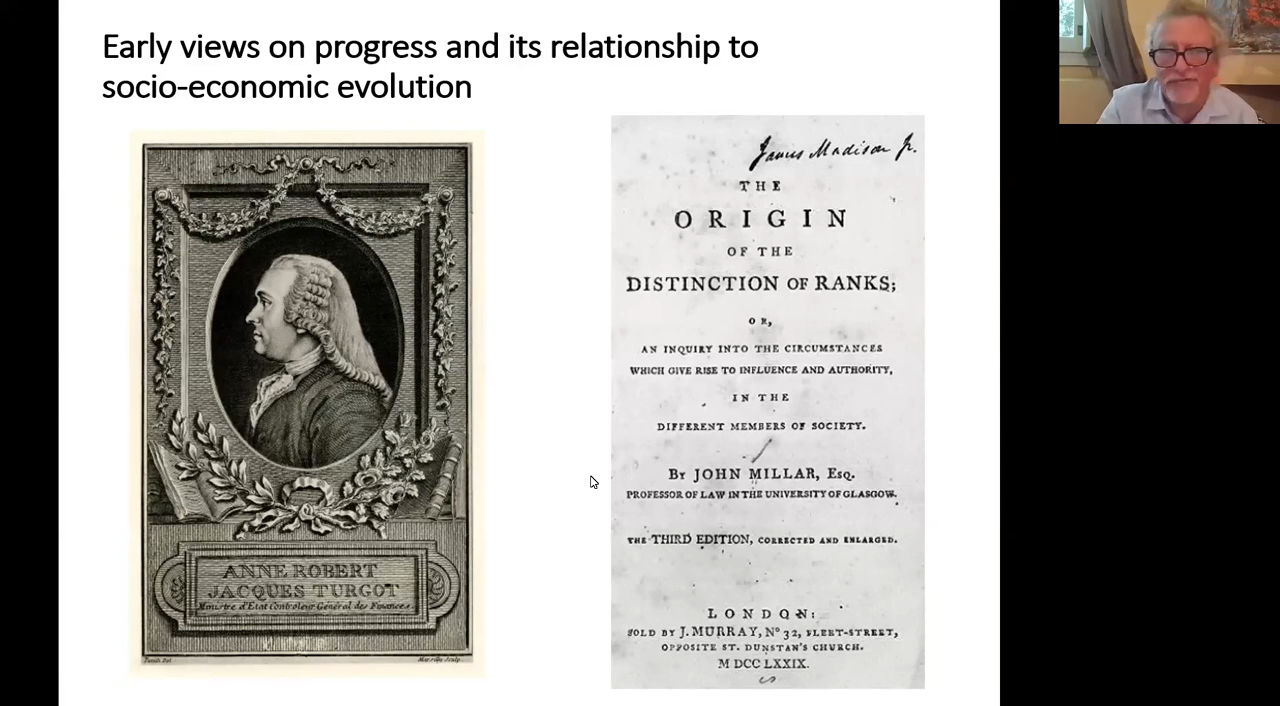 Early views on progress and its relationship to
socio-economic evolution
ANNE ROBERT
JACQUES TURGOT
Ministre d'Etat Controleur Général des Finances.
James Madison Jr.
THE
ORIGIN
OF THE
DISTINCTION OF RANKS;
OR,
AN INQUIRY INTO THE CIRCUMSTANCES
WHICH GIVE RISE TO INFLUENCE AND AUTHORITY,
IN THE
DIFFERENT MEMBERS OF SOCIETY.
By JOHN MILLAR, Esq.
PROFESSOR OF LAW IN THE UNIVERSITY OF GLASGOW.
THE THIRD EDITION, CORRECTED AND ENLARGED.
LONDON:
SOLD BY J. MURRAY, Nº 32, FLEET-STREET,
OPPOSITE ST. DUNSTAN'S CHURCH.
M DCC LXXIX.